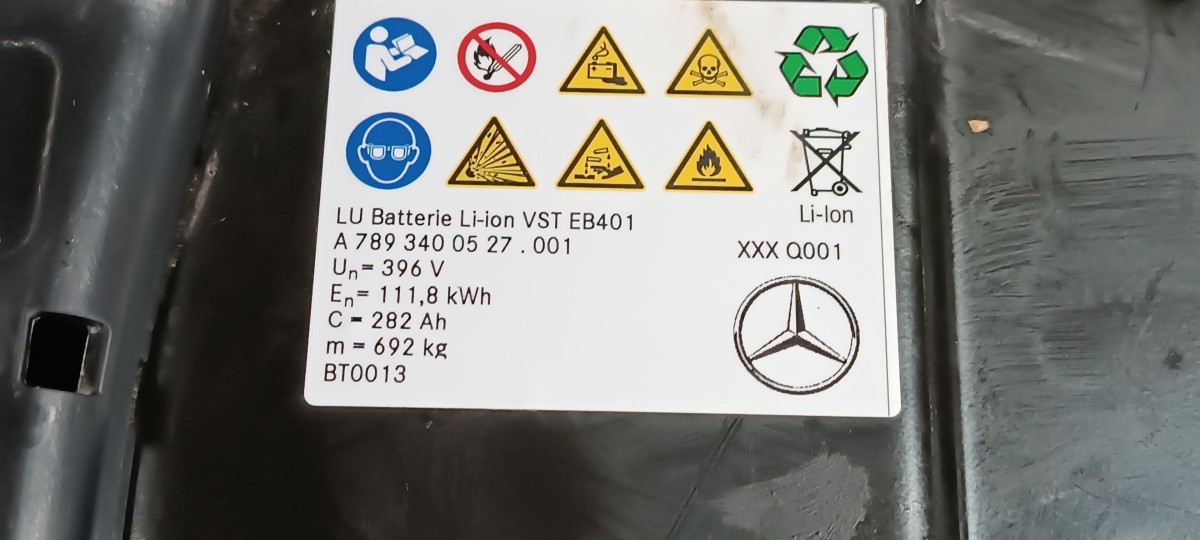 LU Batterie Li-ion VST EB401
A 789 340 05 27 . 001
Un= 396 V
En= 111,8 kWh
C = 282 Ah
m = 692 kg
BT0013
Li-Ion
XXX Q001